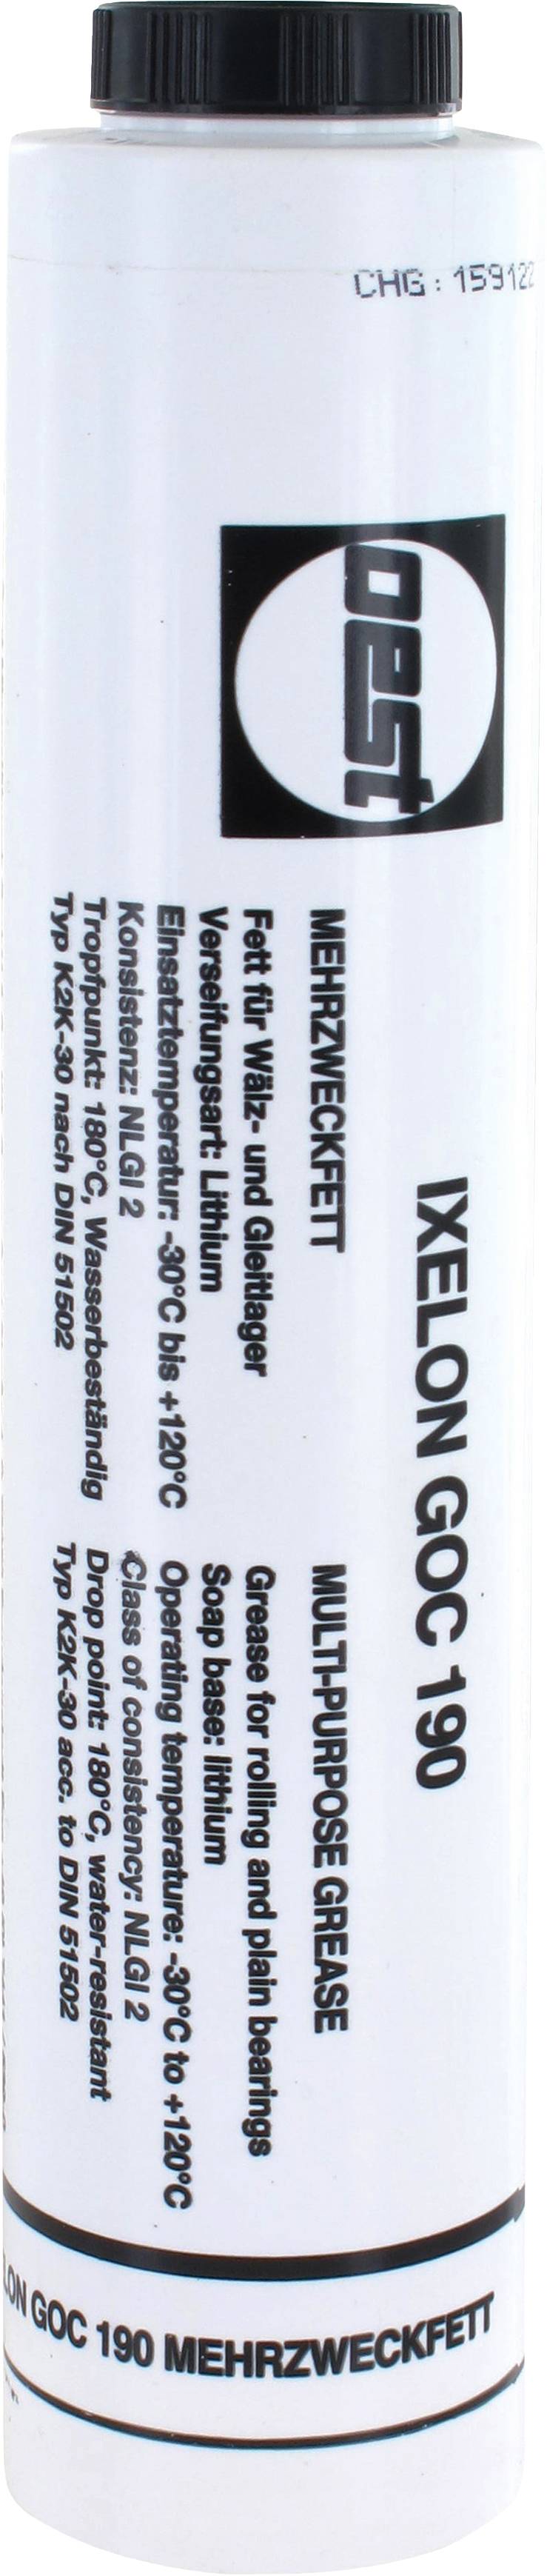 CHG : 159122
oest
IXELON GOC 190
MEHRZWECKFETT
Fett für Wälz- und Gleitlager
Verseifungsart: Lithium
Einsatztemperatur: -30°C bis +120°C
Konsistenz: NLGI 2
Tropfpunkt: 180°C, Wasserbeständig
Typ K2K-30 nach DIN 51502
MULTI-PURPOSE GREASE
Grease for rolling and plain bearings
Soap base: lithium
Operating temperature: -30°C to +120°C
Class of consistency: NLGI 2
Drop point: 180°C, water-resistant
Typ K2K-30 acc. to DIN 51502
LON GOC 190 MEHRZWECKFETT